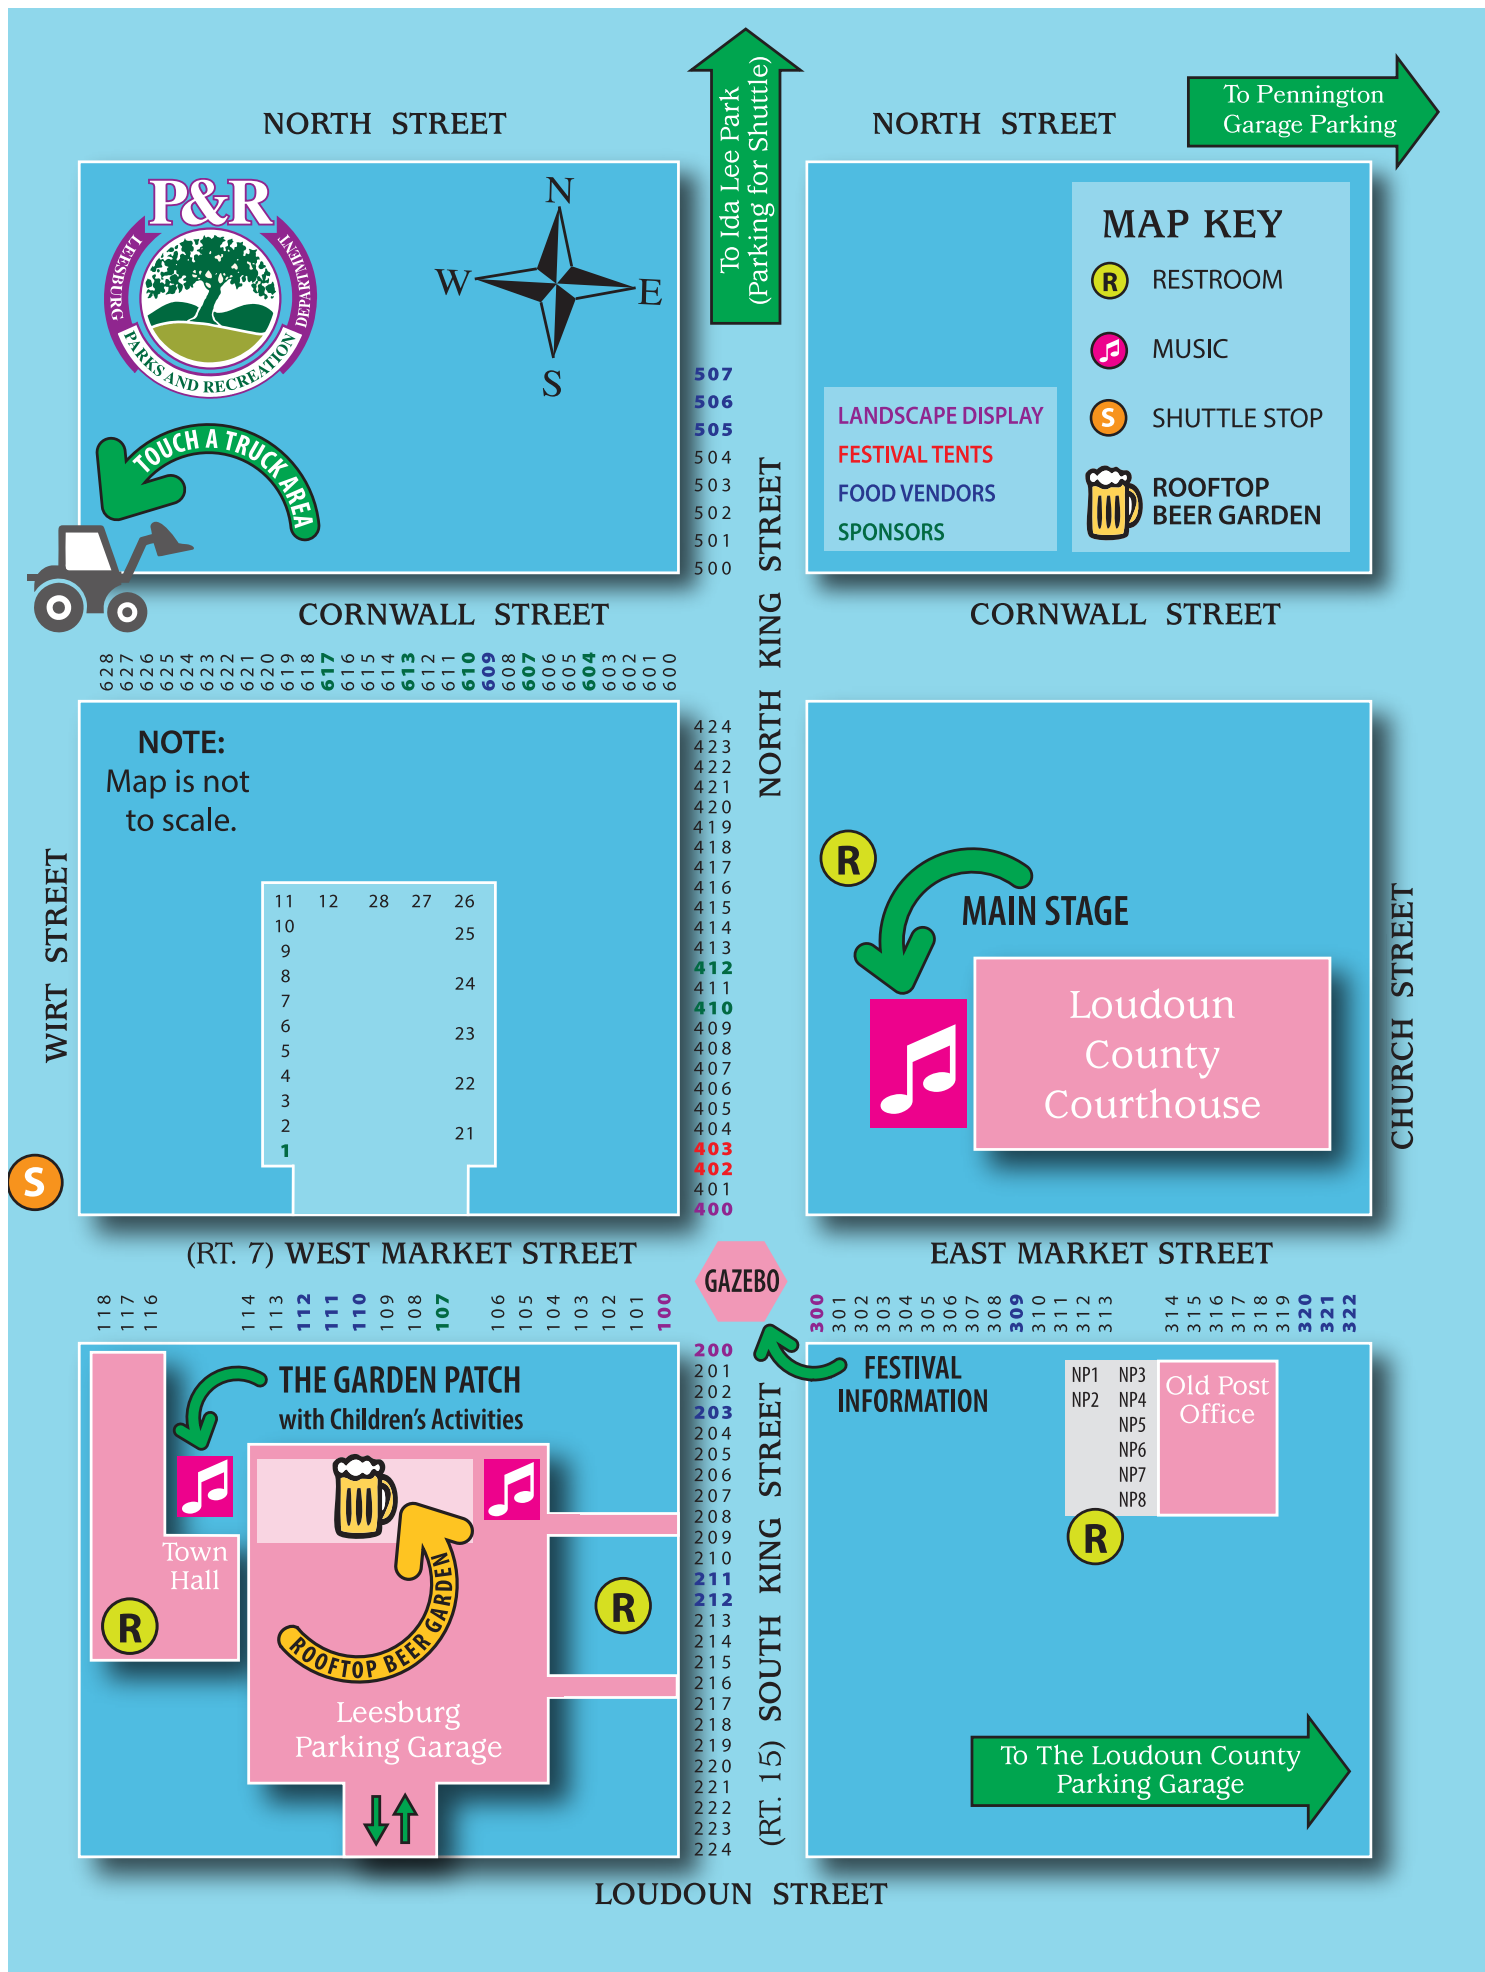 To Ida Lee Park
(Parking for Shuttle)
To Pennington
Garage Parking
NORTH STREET
NORTH STREET
P&R
LEESBURG
DEPARTMENT
PARKS AND RECREATION
N
W
E
S
MAP KEY
R RESTROOM
MUSIC
S SHUTTLE STOP
ROOFTOP
BEER GARDEN
LANDSCAPE DISPLAY
FESTIVAL TENTS
FOOD VENDORS
SPONSORS
TOUCH A TRUCK AREA
507
506
505
504
503
502
501
500
NORTH KING STREET
CORNWALL STREET
CORNWALL STREET
628 627 626 625 624 623 622 621 620 619 618 617 616 615 614 613 612 611 610 609 608 607 606 605 604 603 602 601 600
NOTE:
Map is not
to scale.
424
423
422
421
420
419
418
417
416
415
414
413
412
411
410
409
408
407
406
405
404
403
402
401
400
WIRT STREET
11 12 28 27 26
10
25
9
8
24
7
6
23
5
4
22
3
2
21
1
S
R
MAIN STAGE
Loudoun
County
Courthouse
CHURCH STREET
(RT. 7) WEST MARKET STREET
GAZEBO
EAST MARKET STREET
118 117 116 114 113 112 111 110 109 108 107 106 105 104 103 102 101 100
300 301 302 303 304 305 306 307 308 309 310 311 312 313 314 315 316 317 318 319 320 321 322
THE GARDEN PATCH
with Children's Activities
Town
Hall
R
ROOFTOP BEER GARDEN
R
Leesburg
Parking Garage
200
201
202
203
204
205
206
207
208
209
210
211
212
213
214
215
216
217
218
219
220
221
222
223
224
(RT. 15) SOUTH KING STREET
FESTIVAL
INFORMATION
NP1 NP3
NP2 NP4
NP5
NP6
NP7
NP8
Old Post
Office
R
To The Loudoun County
Parking Garage
LOUDOUN STREET